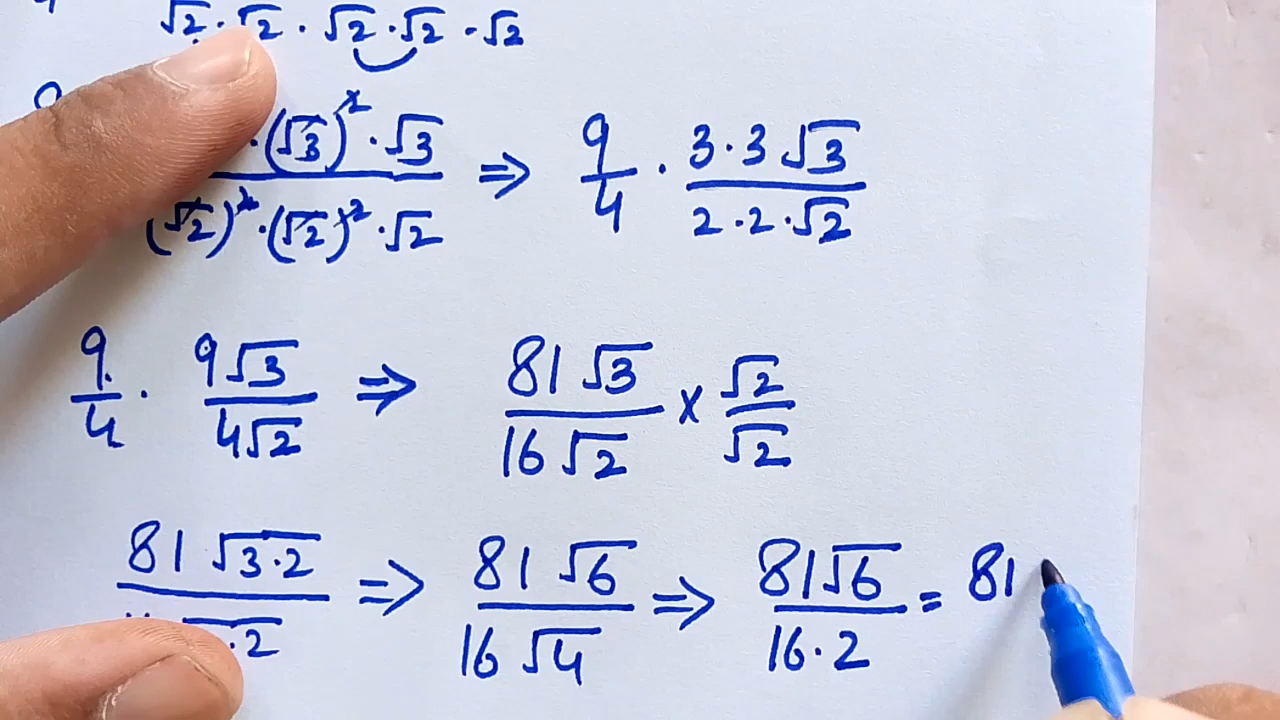 √2 · √2 · √2 · √2 · √2
· (√3)² · √3 / (√2)² · (√2)² · √2 ⇒ 9/4 · 3·3√3 / 2·2·√2
9/4 · 9√3 / 4√2 ⇒ 81√3 / 16√2 × √2/√2
81√3·2 / ·2 ⇒ 81√6 / 16√4 ⇒ 81√6 / 16·2 = 81